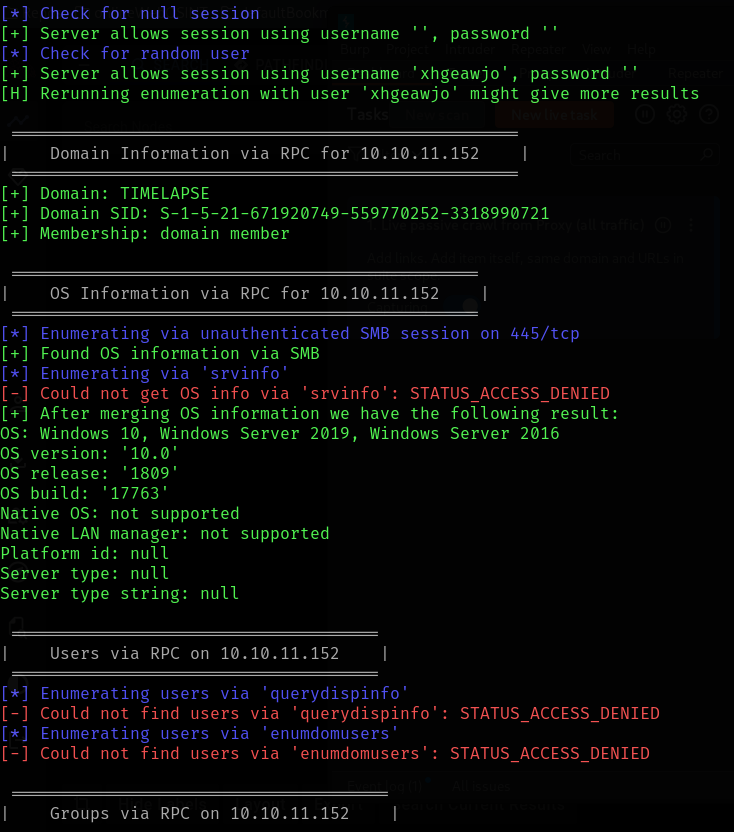 [*] Check for null session
[+] Server allows session using username '', password ''
[*] Check for random user
[+] Server allows session using username 'xhgeawjo', password ''
[H] Rerunning enumeration with user 'xhgeawjo' might give more results
|    Domain Information via RPC for 10.10.11.152    |
[+] Domain: TIMELAPSE
[+] Domain SID: S-1-5-21-671920749-559770252-3318990721
[+] Membership: domain member
|    OS Information via RPC for 10.10.11.152    |
[*] Enumerating via unauthenticated SMB session on 445/tcp
[+] Found OS information via SMB
[*] Enumerating via 'srvinfo'
[-] Could not get OS info via 'srvinfo': STATUS_ACCESS_DENIED
[+] After merging OS information we have the following result:
OS: Windows 10, Windows Server 2019, Windows Server 2016
OS version: '10.0'
OS release: '1809'
OS build: '17763'
Native OS: not supported
Native LAN manager: not supported
Platform id: null
Server type: null
Server type string: null
|    Users via RPC on 10.10.11.152    |
[*] Enumerating users via 'querydispinfo'
[-] Could not find users via 'querydispinfo': STATUS_ACCESS_DENIED
[*] Enumerating users via 'enumdomusers'
[-] Could not find users via 'enumdomusers': STATUS_ACCESS_DENIED
|    Groups via RPC on 10.10.11.152    |